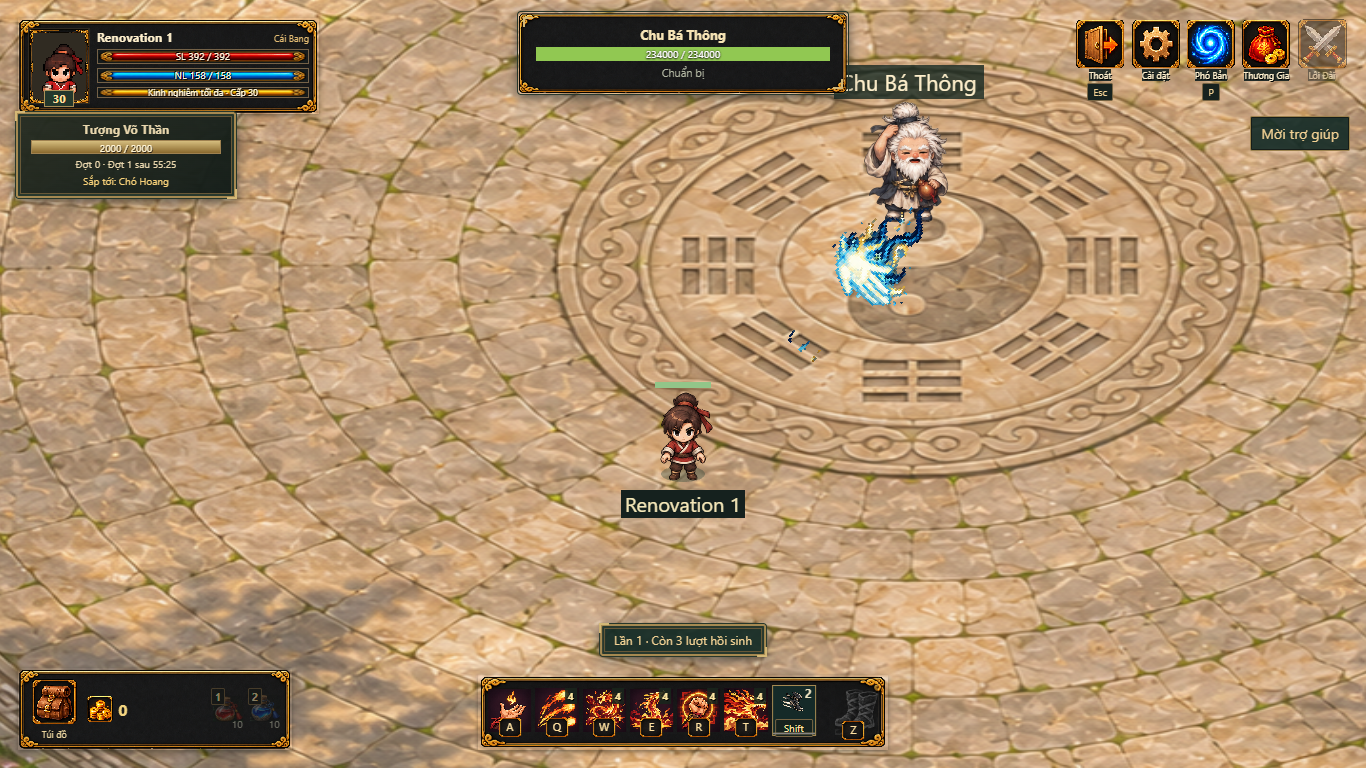 Renovation 1
Cái Bang
SL 392 / 392
NL 158 / 158
Kinh nghiệm tối đa · Cấp 30
30
Tượng Võ Thần
2000 / 2000
Đợt 0 · Đợt 1 sau 55:25
Sắp tới: Chó Hoang
Chu Bá Thông
234000 / 234000
Chuẩn bị
Chu Bá Thông
Thoát
Cài đặt
Phó Bản
Thương Gia
Lôi Đài
Esc
P
Mời trợ giúp
Renovation 1
Lần 1 · Còn 3 lượt hồi sinh
Túi đồ
0
1
10
2
10
A
4
Q
4
W
4
E
4
R
4
T
2
Shift
Z